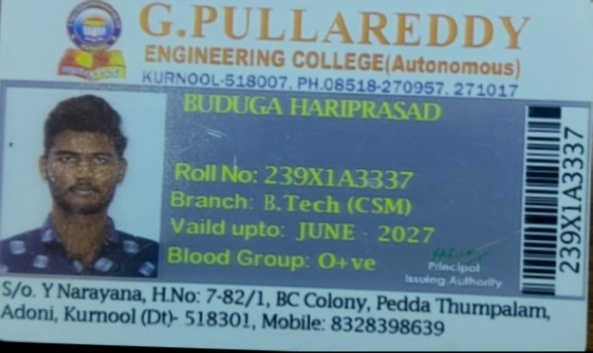 G.PULLAREDDY
ENGINEERING COLLEGE(Autonomous)
KURNOOL-518007. PH.08518-270957, 271017
BUDUGA HARIPRASAD
Roll No: 239X1A3337
Branch: B.Tech (CSM)
Vaild upto: JUNE - 2027
Blood Group: O+ve
Principal
Issuing Authority
239X1A3337
S/o. Y Narayana, H.No: 7-82/1, BC Colony, Pedda Thumpalam,
Adoni, Kurnool (Dt)- 518301, Mobile: 8328398639